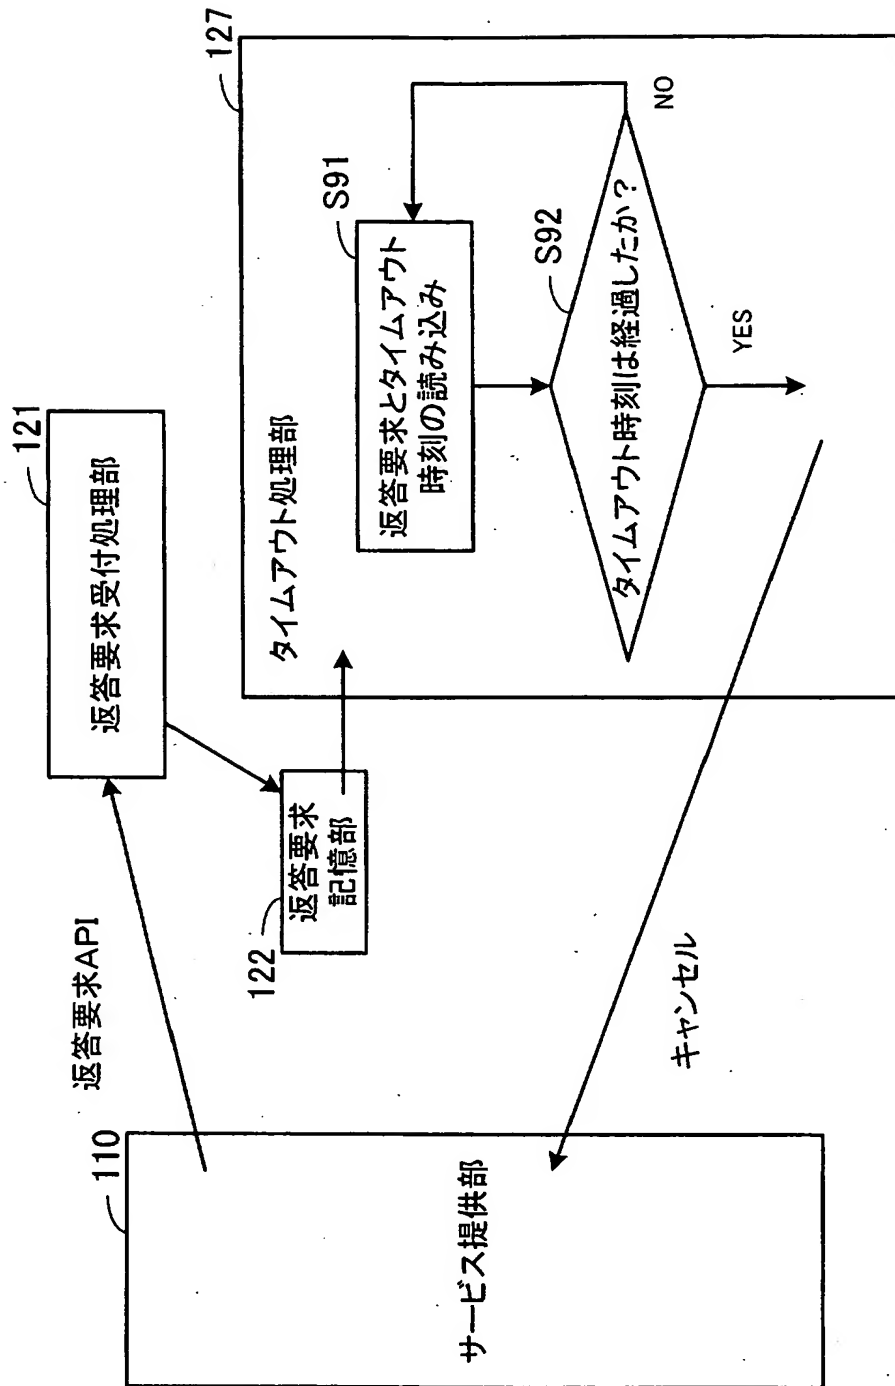 110
サービス提供部
返答要求API
キャンセル
122
返答要求
記憶部
121
返答要求受付処理部
127
タイムアウト処理部
S91
返答要求とタイムアウト
時刻の読み込み
S92
タイムアウト時刻は経過したか？
NO
YES